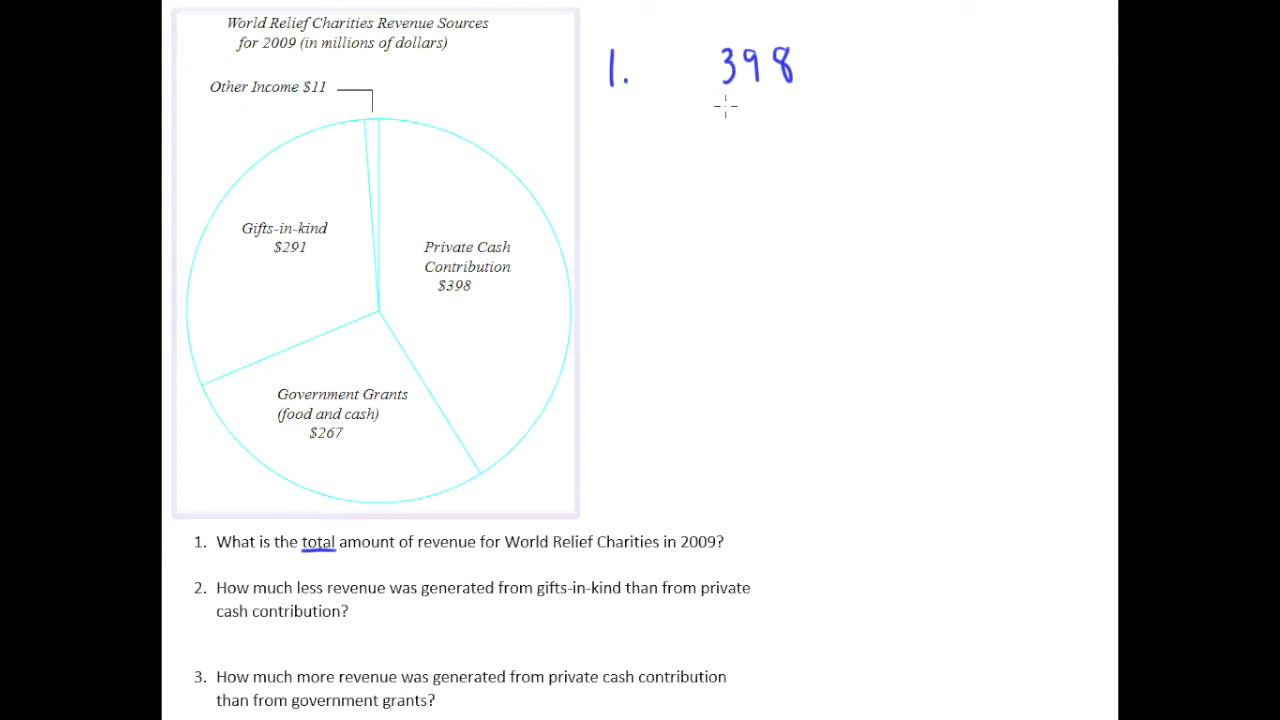 World Relief Charities Revenue Sources
for 2009 (in millions of dollars)
Other Income $11
Gifts-in-kind
$291
Private Cash
Contribution
$398
Government Grants
(food and cash)
$267
1. 398
1. What is the total amount of revenue for World Relief Charities in 2009?
2. How much less revenue was generated from gifts-in-kind than from private
cash contribution?
3. How much more revenue was generated from private cash contribution
than from government grants?